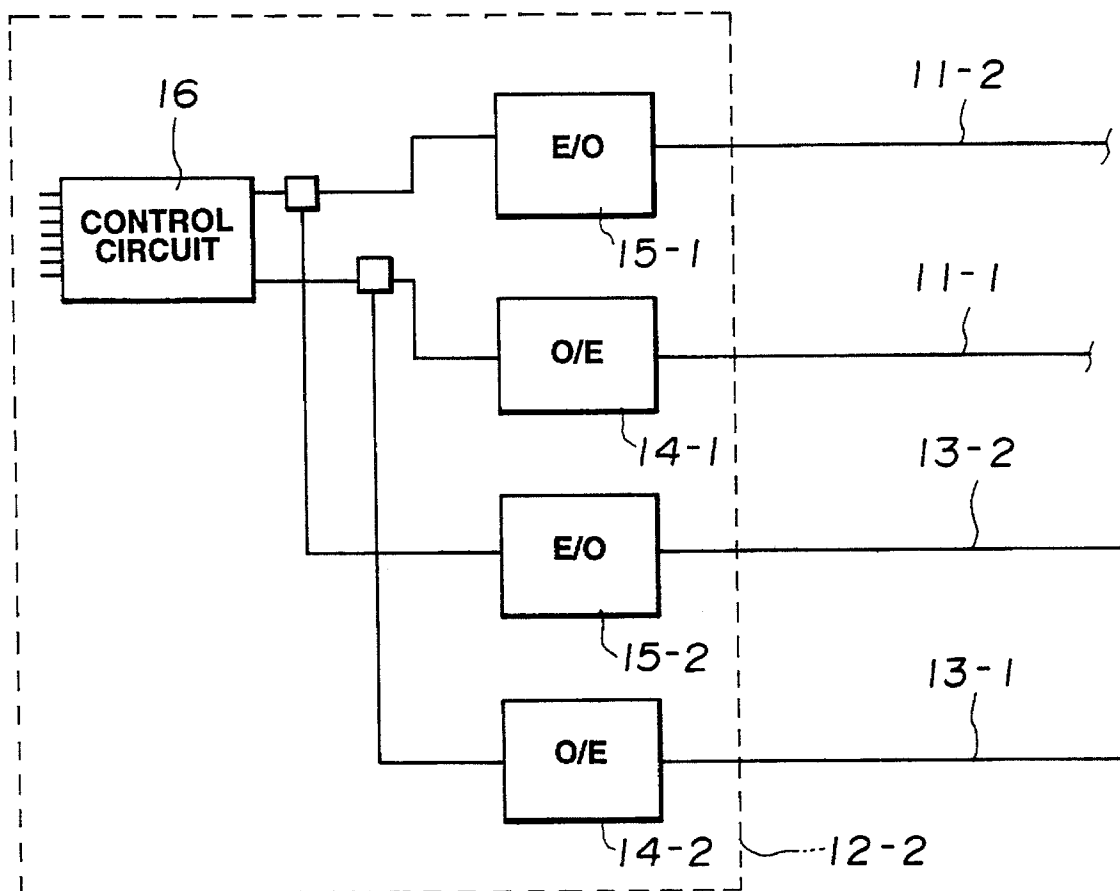 11-2
16
E/O
CONTROL
CIRCUIT
15-1
11-1
O/E
14-1
13-2
E/O
15-2
13-1
O/E
14-2
12-2